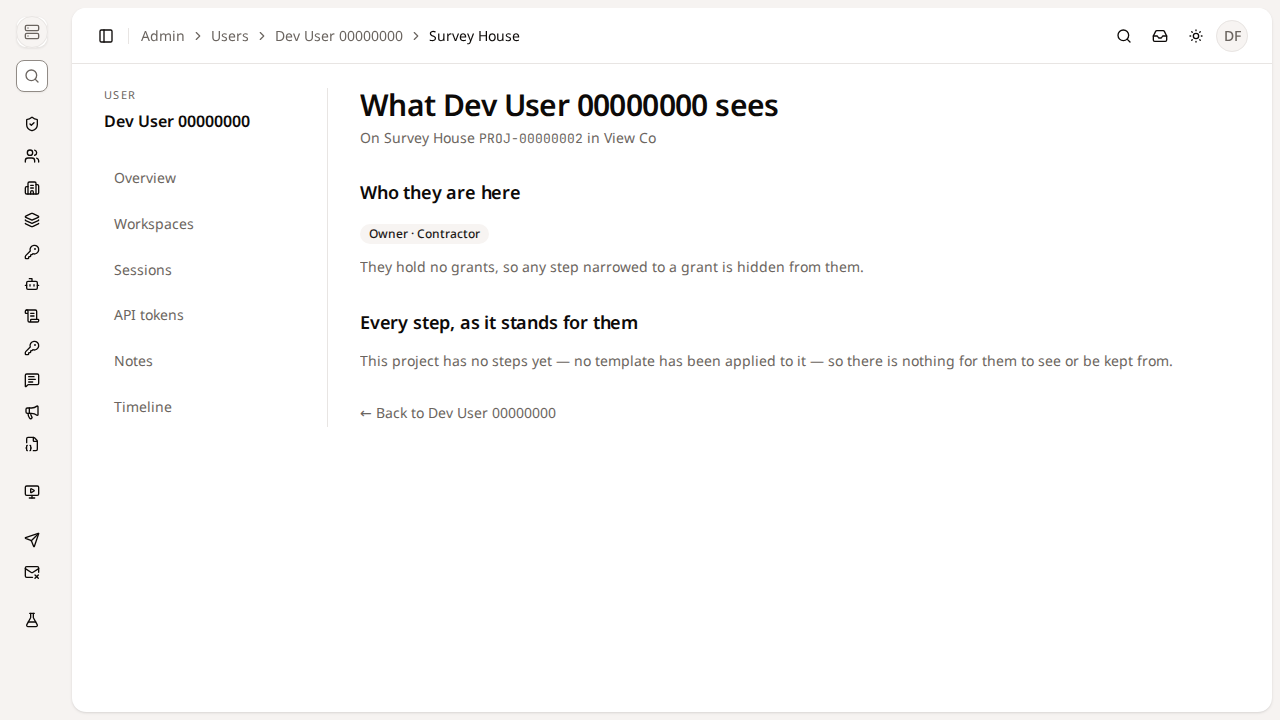 Admin > Users > Dev User 00000000 > Survey House
DF
USER
Dev User 00000000
Overview
Workspaces
Sessions
API tokens
Notes
Timeline
What Dev User 00000000 sees
On Survey House PROJ-00000002 in View Co
Who they are here
Owner · Contractor
They hold no grants, so any step narrowed to a grant is hidden from them.
Every step, as it stands for them
This project has no steps yet — no template has been applied to it — so there is nothing for them to see or be kept from.
← Back to Dev User 00000000